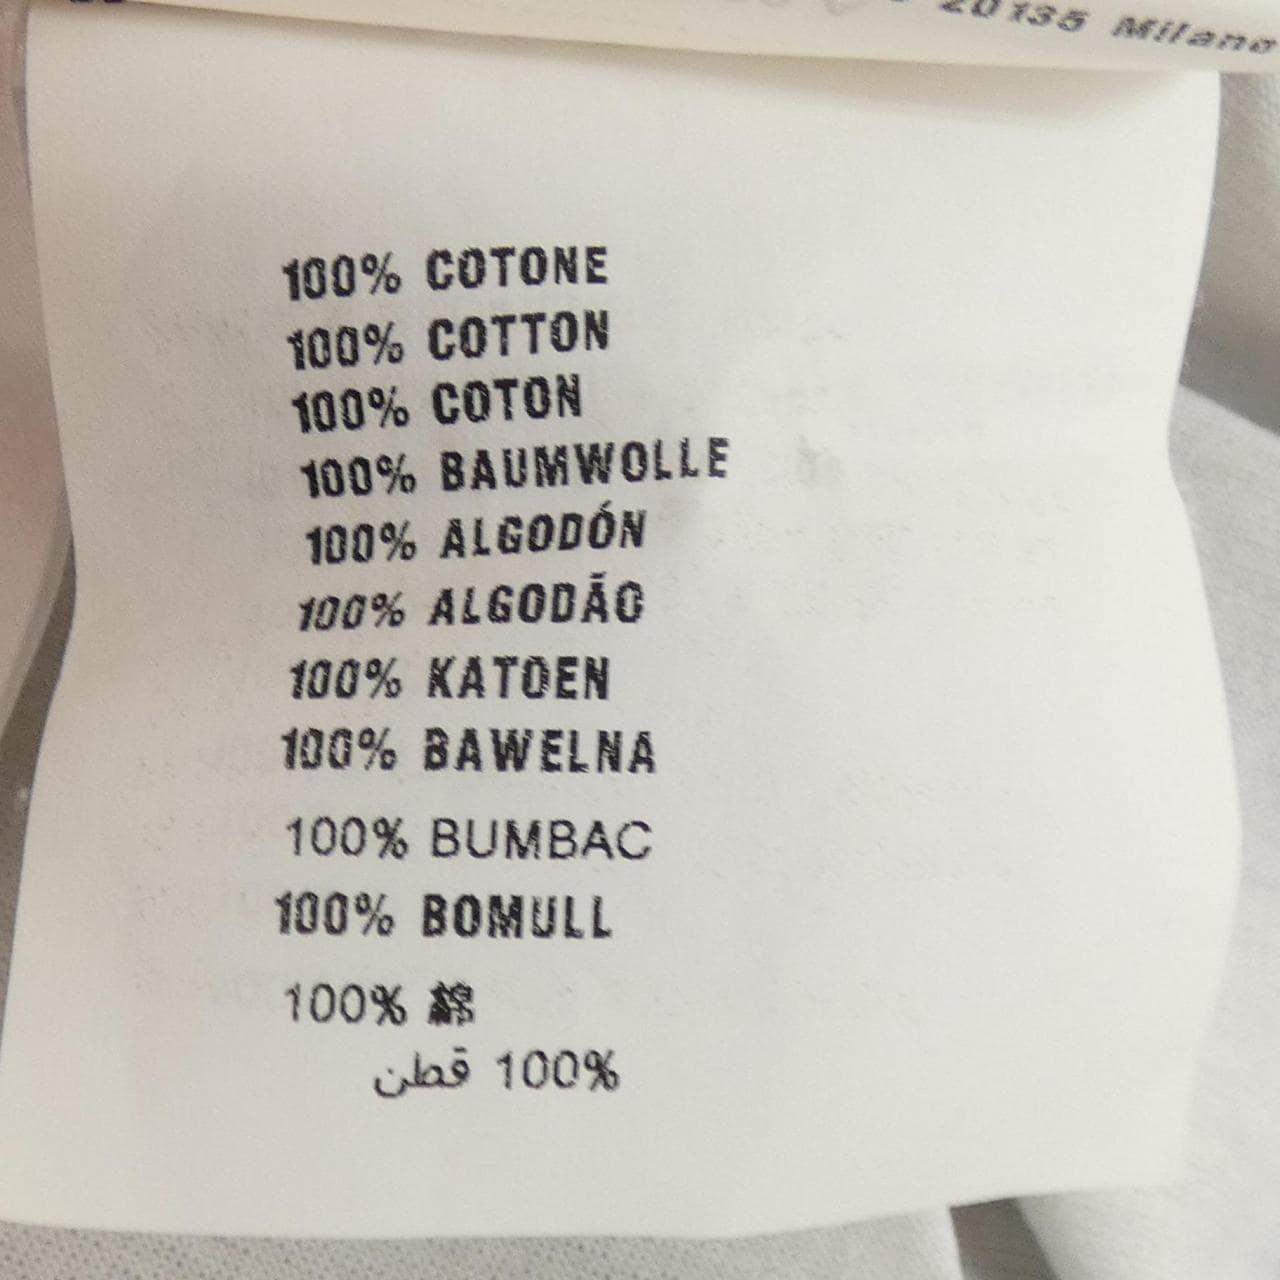 20135 Milano
100% COTONE
100% COTTON
100% COTON
100% BAUMWOLLE
100% ALGODÓN
100% ALGODÃO
100% KATOEN
100% BAWELNA
100% BUMBAC
100% BOMULL
100% 綿
100% قطن